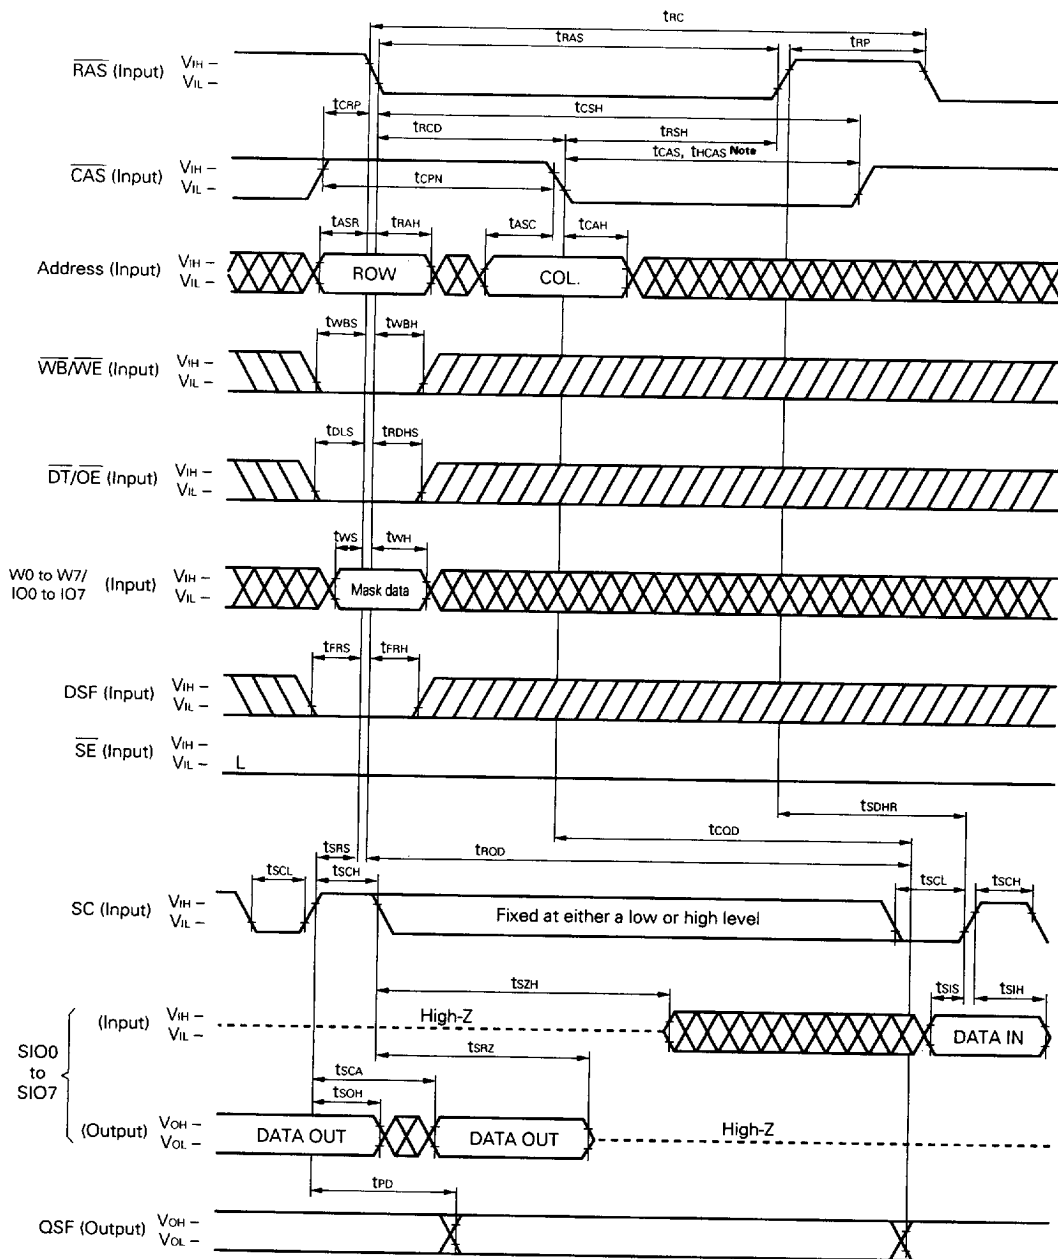 tRC
tRAS
tRP
RAS (Input) VIH –
VIL –
tCRP
tCSH
tRCD
tRSH
tCAS, tHCAS Note
CAS (Input) VIH –
VIL –
tCPN
tASR tRAH tASC tCAH
Address (Input) VIH –
VIL –
ROW COL.
tWBS tWBH
WB/WE (Input) VIH –
VIL –
tDLS tRDHS
DT/OE (Input) VIH –
VIL –
tWS tWH
W0 to W7/
IO0 to IO7 (Input) VIH –
VIL –
Mask data
tFRS tFRH
DSF (Input) VIH –
VIL –
SE (Input) VIH –
VIL – L
tSDHR
tCQD
tSRS tRQD
tSCL tSCH tSCL tSCH
SC (Input) VIH –
VIL –
Fixed at either a low or high level
tSZH tSIS tSIH
SIO0
to
SIO7
(Input) VIH –
VIL –
High-Z DATA IN
tSRZ
tSCA
tSOH
(Output) VOH –
VOL –
DATA OUT DATA OUT High-Z
tPD
QSF (Output) VOH –
VOL –